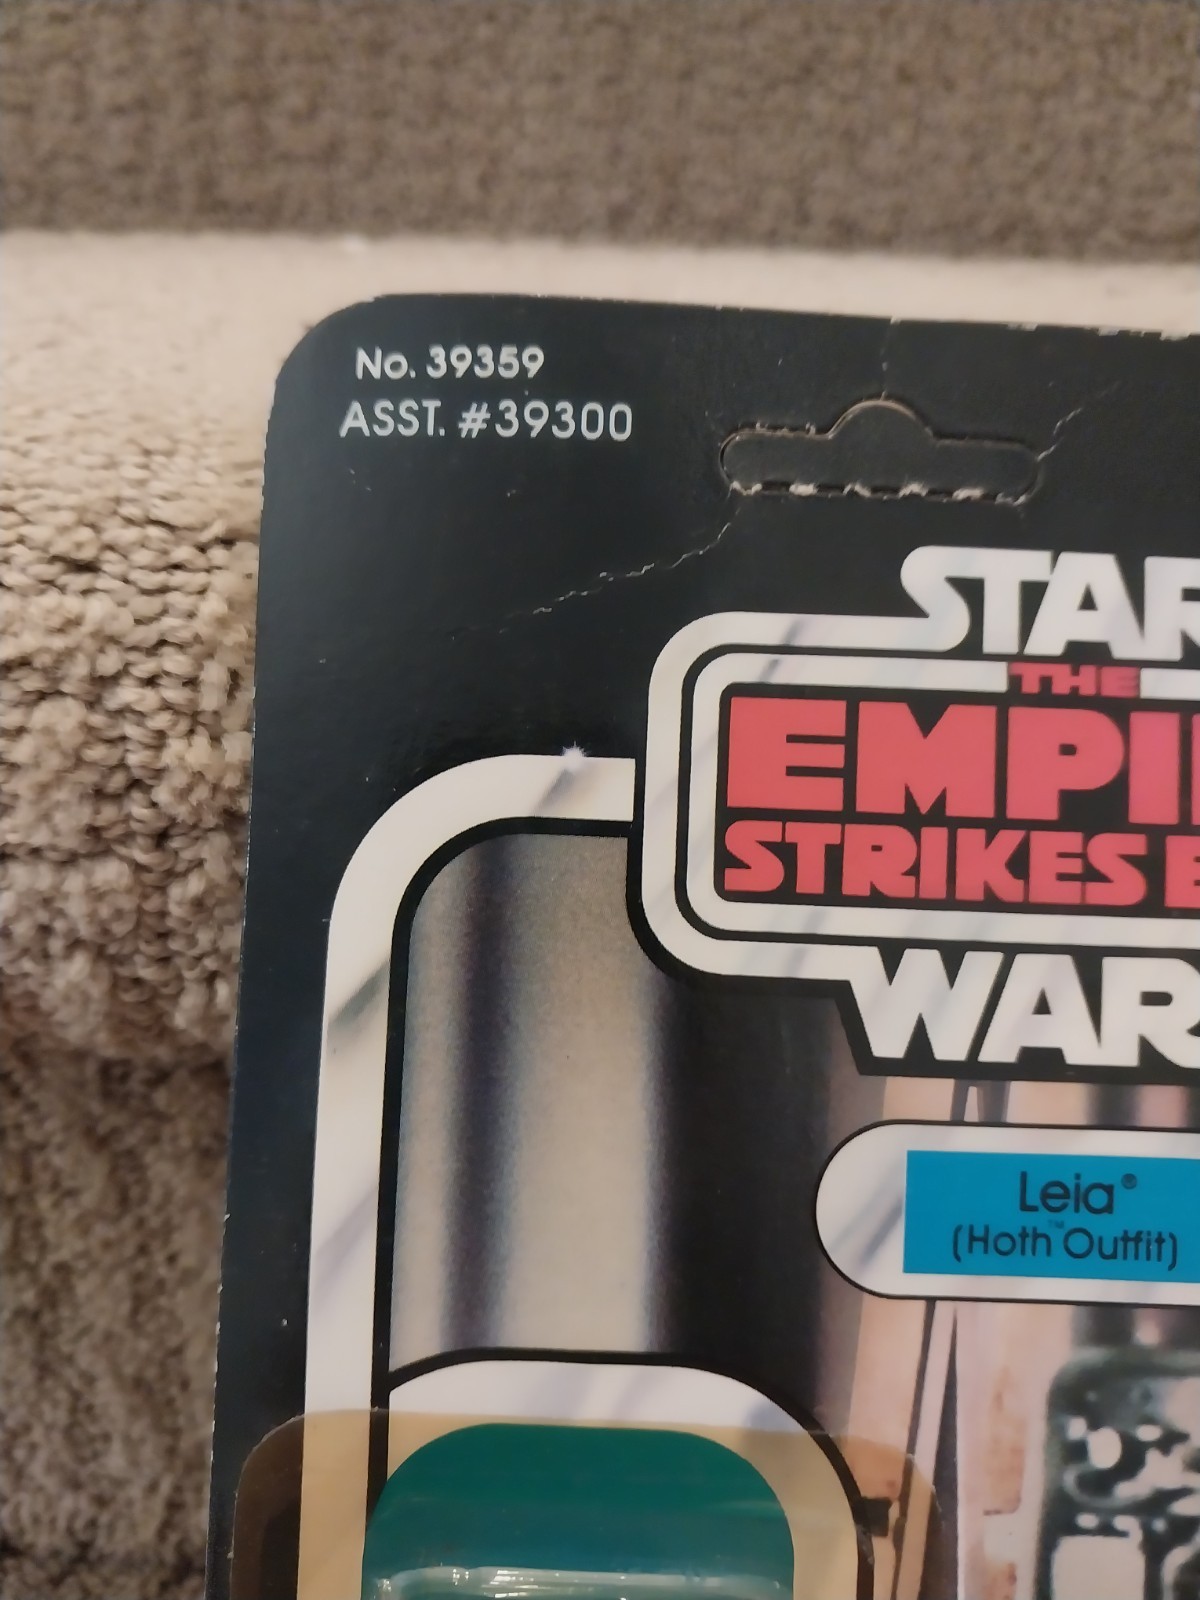 No. 39359
ASST. #39300
STAR
THE
EMPI
STRIKES B
WAR
Leia®
(Hoth™ Outfit)